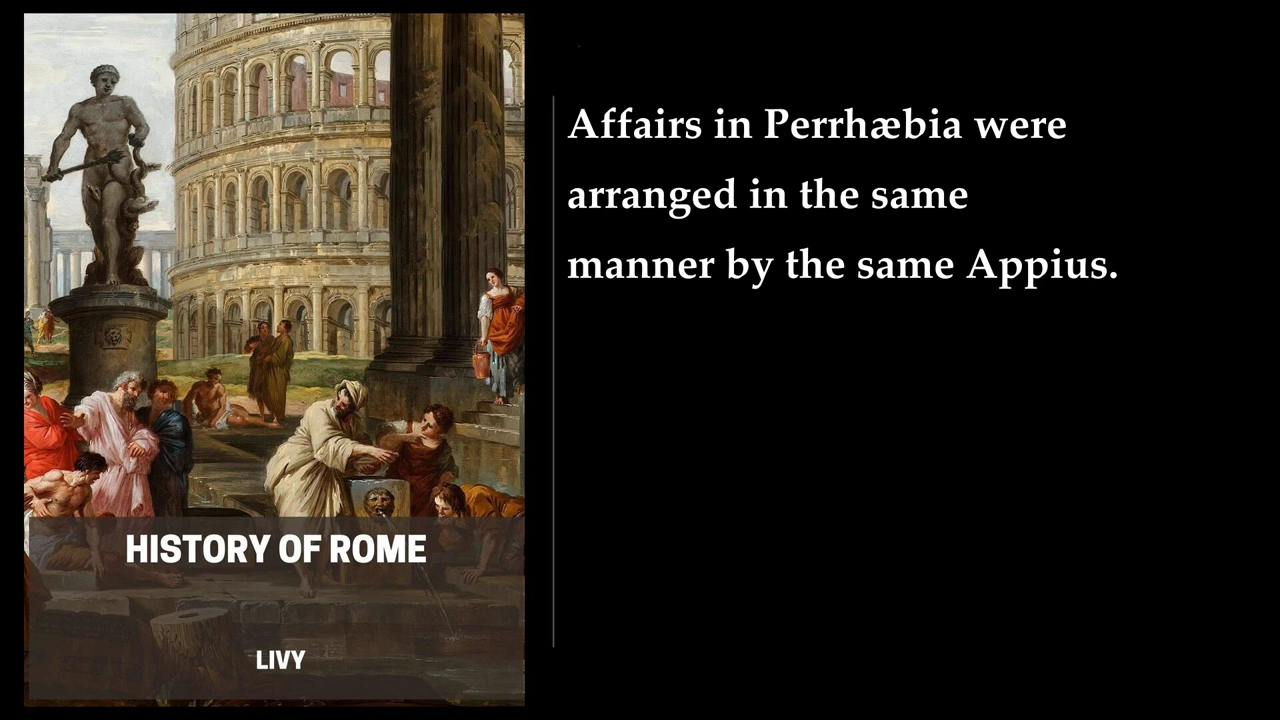 HISTORY OF ROME
LIVY
Affairs in Perrhæbia were
arranged in the same
manner by the same Appius.